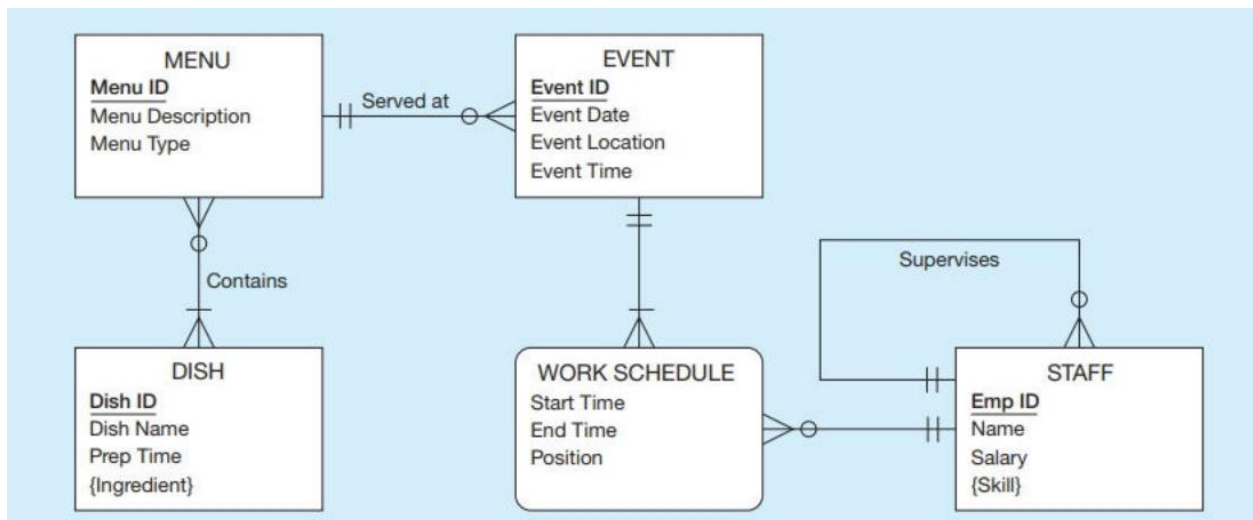 MENU
Menu ID
Menu Description
Menu Type
Served at
EVENT
Event ID
Event Date
Event Location
Event Time
Contains
Supervises
DISH
Dish ID
Dish Name
Prep Time
{Ingredient}
WORK SCHEDULE
Start Time
End Time
Position
STAFF
Emp ID
Name
Salary
{Skill}